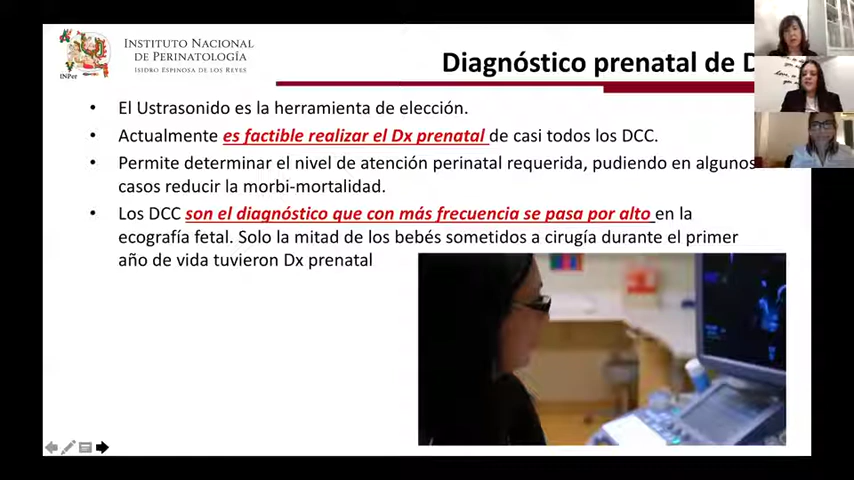 INSTITUTO NACIONAL
DE PERINATOLOGÍA
ISIDRO ESPINOSA DE LOS REYES
INPer
Diagnóstico prenatal de D
• El Ustrasonido es la herramienta de elección.
• Actualmente es factible realizar el Dx prenatal de casi todos los DCC.
• Permite determinar el nivel de atención perinatal requerida, pudiendo en algunos
casos reducir la morbi-mortalidad.
• Los DCC son el diagnóstico que con más frecuencia se pasa por alto en la
ecografía fetal. Solo la mitad de los bebés sometidos a cirugía durante el primer
año de vida tuvieron Dx prenatal